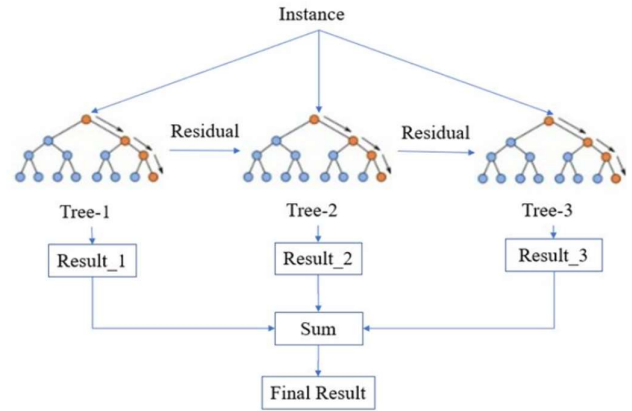 Instance
Residual
Residual
Tree-1
Tree-2
Tree-3
Result_1
Result_2
Result_3
Sum
Final Result